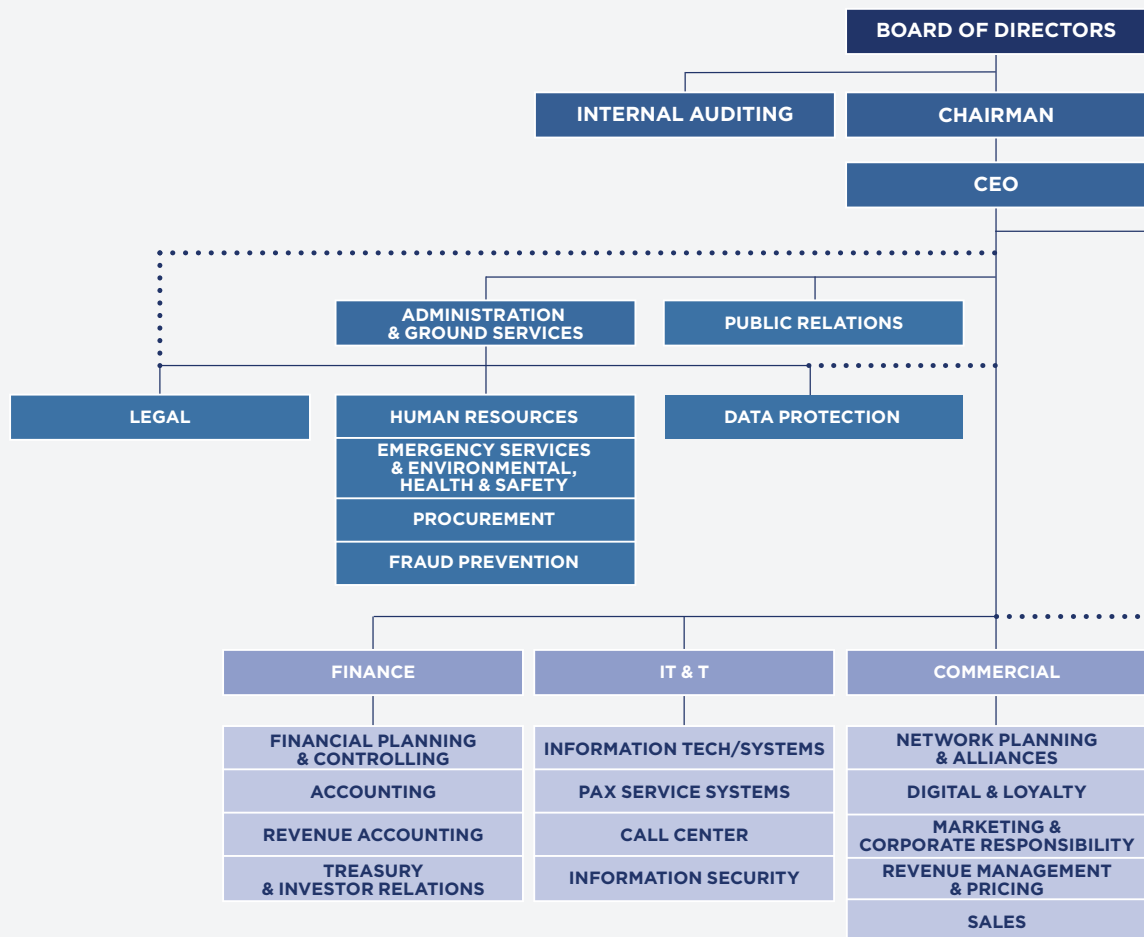 BOARD OF DIRECTORS
INTERNAL AUDITING
CHAIRMAN
CEO
ADMINISTRATION
& GROUND SERVICES
PUBLIC RELATIONS
LEGAL
HUMAN RESOURCES
DATA PROTECTION
EMERGENCY SERVICES
& ENVIRONMENTAL,
HEALTH & SAFETY
PROCUREMENT
FRAUD PREVENTION
FINANCE
IT & T
COMMERCIAL
FINANCIAL PLANNING
& CONTROLLING
ACCOUNTING
REVENUE ACCOUNTING
TREASURY
& INVESTOR RELATIONS
INFORMATION TECH/SYSTEMS
PAX SERVICE SYSTEMS
CALL CENTER
INFORMATION SECURITY
NETWORK PLANNING
& ALLIANCES
DIGITAL & LOYALTY
MARKETING &
CORPORATE RESPONSIBILITY
REVENUE MANAGEMENT
& PRICING
SALES